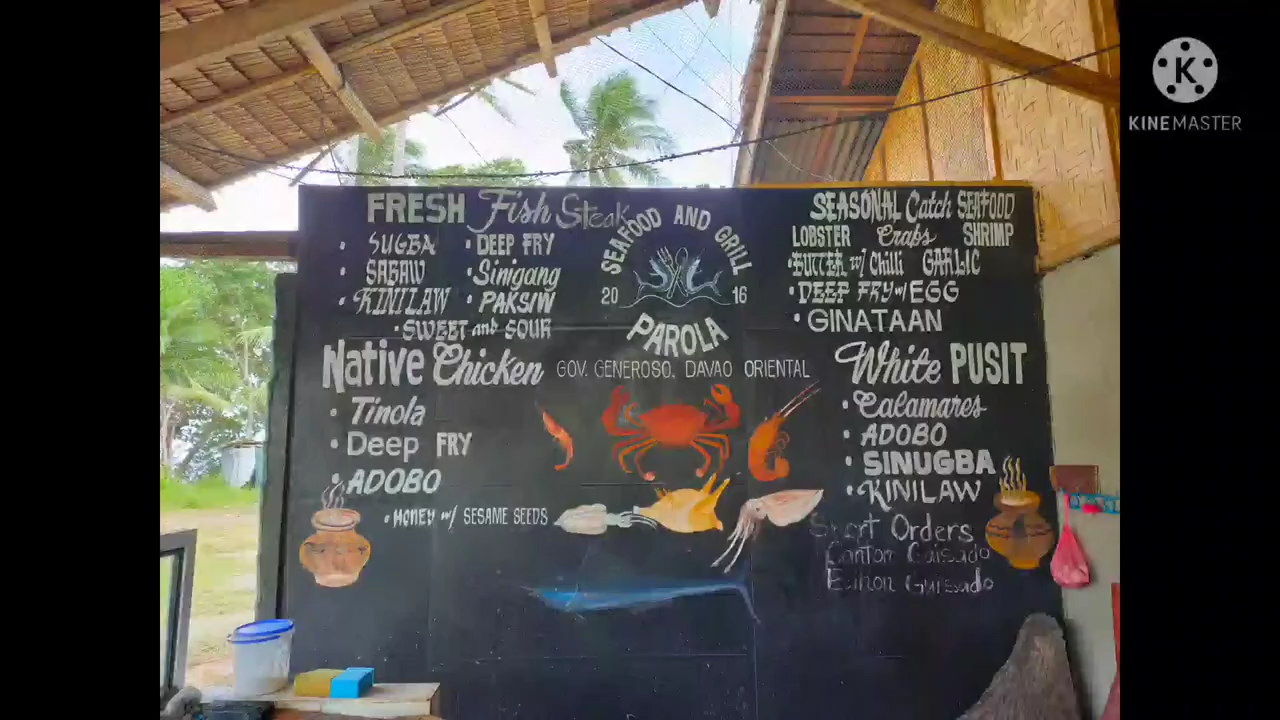 FRESH Fish Steak
• SUGBA
• SABAW
• KINILAW
• DEEP FRY
• Sinigang
• PAKSIW
• SWEET and SOUR
Native Chicken
• Tinola
• Deep FRY
• ADOBO
• HONEY w/ SESAME SEEDS
SEAFOOD AND GRILL
20 16
PAROLA
GOV. GENEROSO, DAVAO ORIENTAL
SEASONAL Catch SEAFOOD
LOBSTER Crabs SHRIMP
• BUTTER w/ Chilli GARLIC
• DEEP FRY w/ EGG
• GINATAAN
White PUSIT
• Calamares
• ADOBO
• SINUGBA
• KINILAW
Short Orders
Canton Guisado
Bihon Guisado
K
KINEMASTER